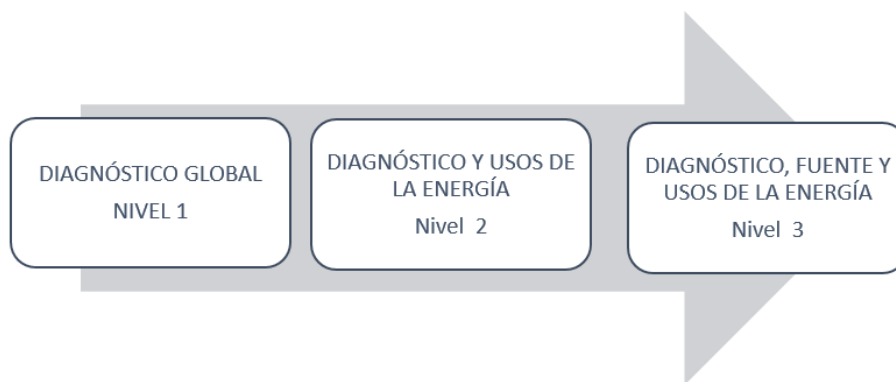 DIAGNÓSTICO GLOBAL
NIVEL 1
DIAGNÓSTICO Y USOS DE
LA ENERGÍA
Nivel 2
DIAGNÓSTICO, FUENTE Y
USOS DE LA ENERGÍA
Nivel 3